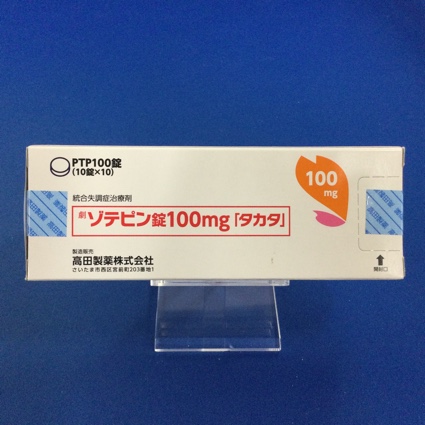 PTP100錠
(10錠×10)
100
mg
統合失調症治療剤
劇 ゾテピン錠100mg「タカタ」
製造販売
高田製薬株式会社
さいたま市西区宮前町203番地1
開封口